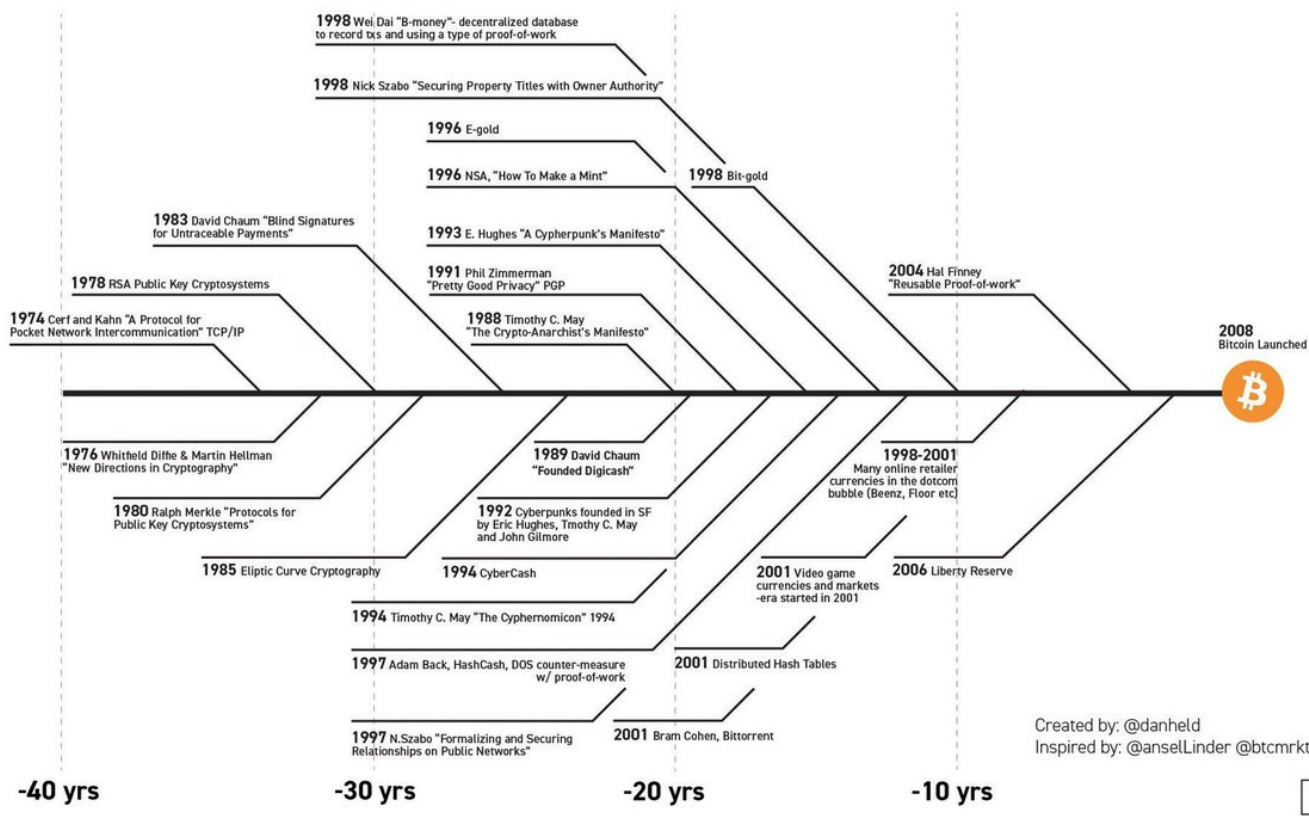 1998 Wei Dai "B-money"- decentralized database
to record txs and using a type of proof-of-work
1998 Nick Szabo "Securing Property Titles with Owner Authority"
1996 E-gold
1996 NSA, "How To Make a Mint"
1998 Bit-gold
1983 David Chaum "Blind Signatures
for Untraceable Payments"
1993 E. Hughes "A Cypherpunk's Manifesto"
1978 RSA Public Key Cryptosystems
1991 Phil Zimmerman
"Pretty Good Privacy" PGP
2004 Hal Finney
"Reusable Proof-of-work"
1974 Cerf and Kahn "A Protocol for
Pocket Network Intercommunication" TCP/IP
1988 Timothy C. May
"The Crypto-Anarchist's Manifesto"
2008
Bitcoin Launched
1976 Whitfield Diffie & Martin Hellman
"New Directions in Cryptography"
1989 David Chaum
"Founded Digicash"
1998-2001
Many online retailer
currencies in the dotcom
bubble (Beenz, Floor etc)
1980 Ralph Merkle "Protocols for
Public Key Cryptosystems"
1992 Cyberpunks founded in SF
by Eric Hughes, Tmothy C. May
and John Gilmore
1985 Eliptic Curve Cryptography
1994 CyberCash
2001 Video game
currencies and markets
-era started in 2001
2006 Liberty Reserve
1994 Timothy C. May "The Cyphernomicon" 1994
1997 Adam Back, HashCash, DOS counter-measure
w/ proof-of-work
2001 Distributed Hash Tables
1997 N.Szabo "Formalizing and Securing
Relationships on Public Networks"
2001 Bram Cohen, Bittorrent
Created by: @danheld
Inspired by: @anselLinder @btcmrkt
-40 yrs
-30 yrs
-20 yrs
-10 yrs